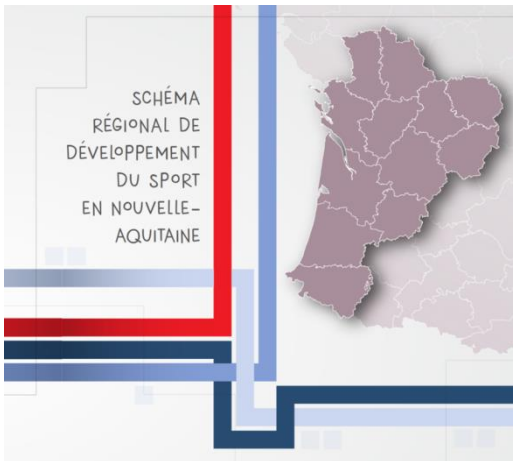 SCHÉMA
RÉGIONAL DE
DÉVELOPPEMENT
DU SPORT
EN NOUVELLE-
AQUITAINE